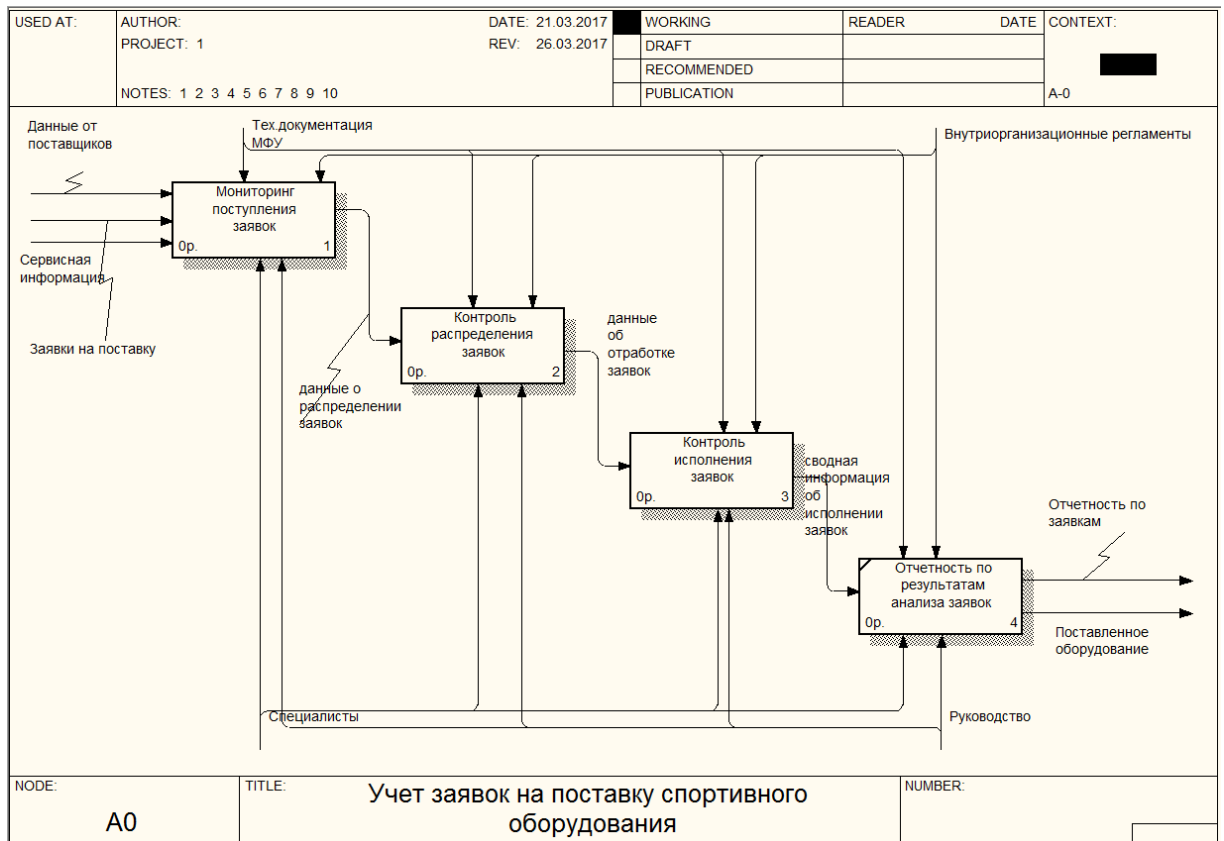 USED AT:
AUTHOR:
DATE: 21.03.2017
WORKING
READER
DATE
CONTEXT:
PROJECT: 1
REV: 26.03.2017
DRAFT
RECOMMENDED
NOTES: 1 2 3 4 5 6 7 8 9 10
PUBLICATION
A-0
Данные от
поставщиков
Тех.документация
МФУ
Внутриорганизационные регламенты
Мониторинг
поступления
заявок
0р.
1
Сервисная
информация
Заявки на поставку
Контроль
распределения
заявок
0р.
2
данные
об
отработке
заявок
данные о
распределении
заявок
Контроль
исполнения
заявок
0р.
3
сводная
информация
об
исполнении
заявок
Отчетность по
заявкам
Отчетность по
результатам
анализа заявок
0р.
4
Поставленное
оборудование
Специалисты
Руководство
NODE:
A0
TITLE:
Учет заявок на поставку спортивного
оборудования
NUMBER: